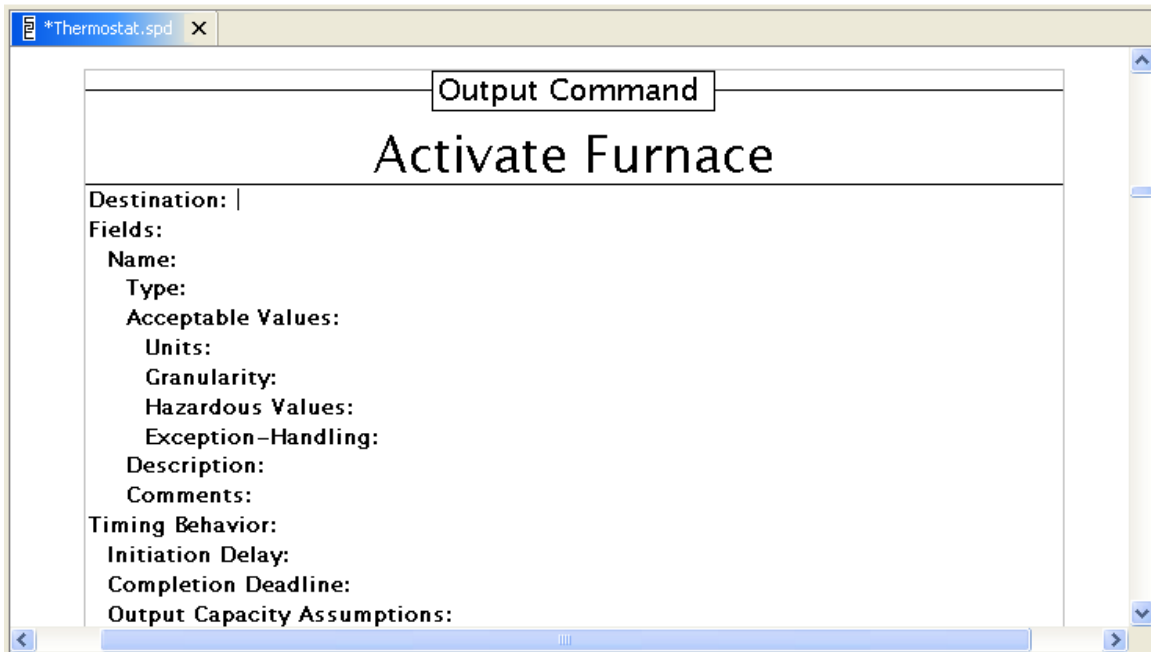 *Thermostat.spd
Output Command
Activate Furnace
Destination:
Fields:
Name:
Type:
Acceptable Values:
Units:
Granularity:
Hazardous Values:
Exception-Handling:
Description:
Comments:
Timing Behavior:
Initiation Delay:
Completion Deadline:
Output Capacity Assumptions: